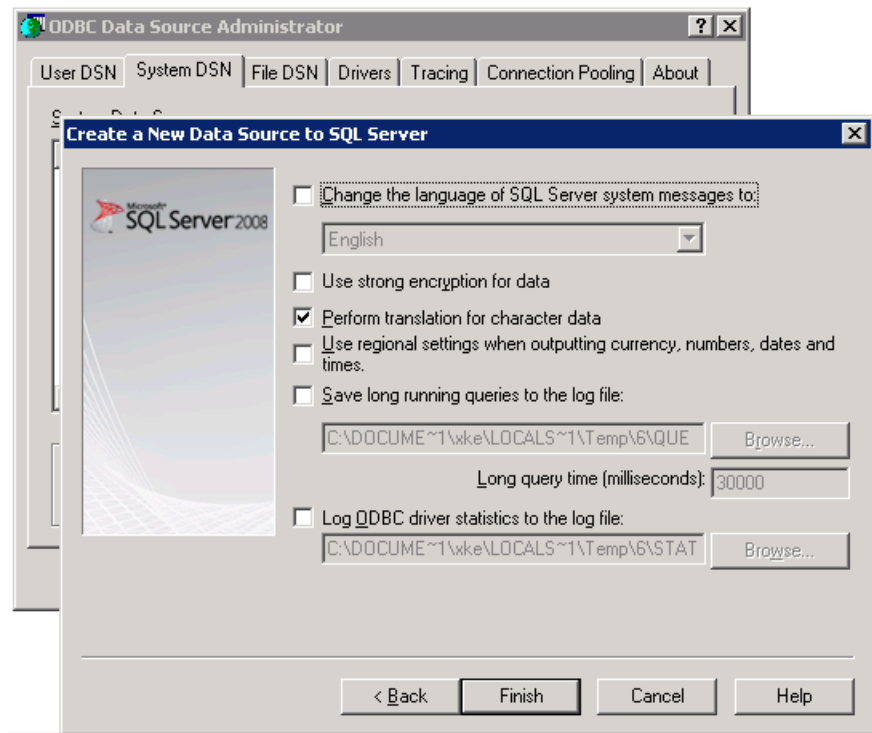 ODBC Data Source Administrator
User DSN System DSN File DSN Drivers Tracing Connection Pooling About
Create a New Data Source to SQL Server
Microsoft
SQL Server 2008
Change the language of SQL Server system messages to:
English
Use strong encryption for data
Perform translation for character data
Use regional settings when outputting currency, numbers, dates and
times.
Save long running queries to the log file:
C:\DOCUME~1\xke\LOCALS~1\Temp\6\QUE Browse...
Long query time (milliseconds): 30000
Log ODBC driver statistics to the log file:
C:\DOCUME~1\xke\LOCALS~1\Temp\6\STAT Browse...
< Back Finish Cancel Help